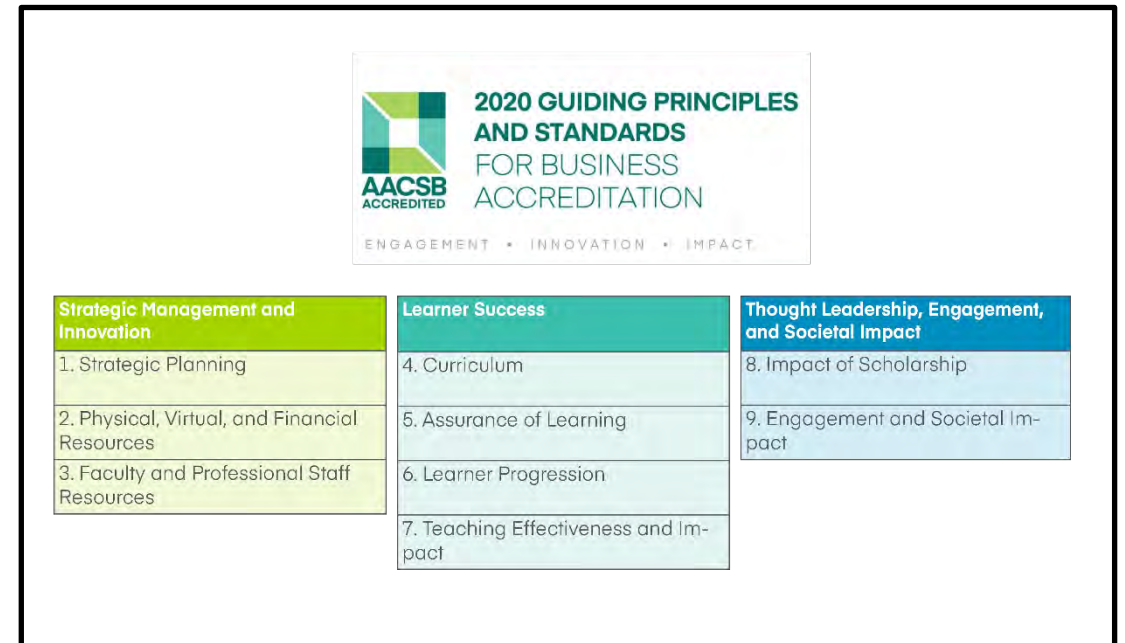 2020 GUIDING PRINCIPLES
AND STANDARDS
FOR BUSINESS
ACCREDITATION
AACSB
ACCREDITED
ENGAGEMENT • INNOVATION • IMPACT
Strategic Management and
Innovation
1. Strategic Planning
2. Physical, Virtual, and Financial
Resources
3. Faculty and Professional Staff
Resources
Learner Success
4. Curriculum
5. Assurance of Learning
6. Learner Progression
7. Teaching Effectiveness and Im-
pact
Thought Leadership, Engagement,
and Societal Impact
8. Impact of Scholarship
9. Engagement and Societal Im-
pact